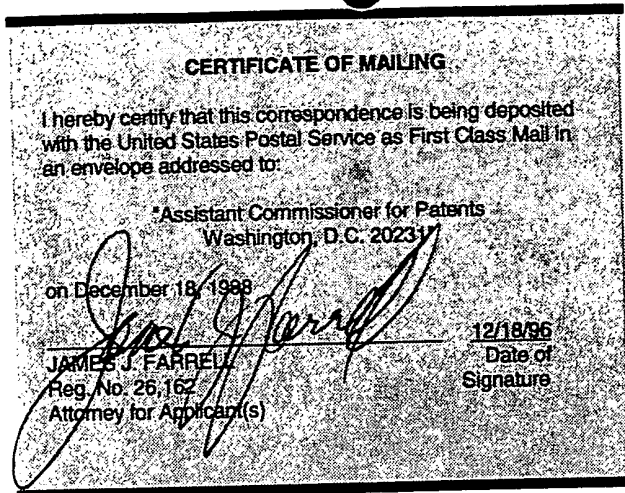 CERTIFICATE OF MAILING
I hereby certify that this correspondence is being deposited
with the United States Postal Service as First Class Mail in
an envelope addressed to:
"Assistant Commissioner for Patents
Washington, D.C. 20231"
on December 18, 1988
James J Farrell
12/18/96
JAMES J. FARRELL
Date of
Reg. No. 26,162
Signature
Attorney for Applicant(s)